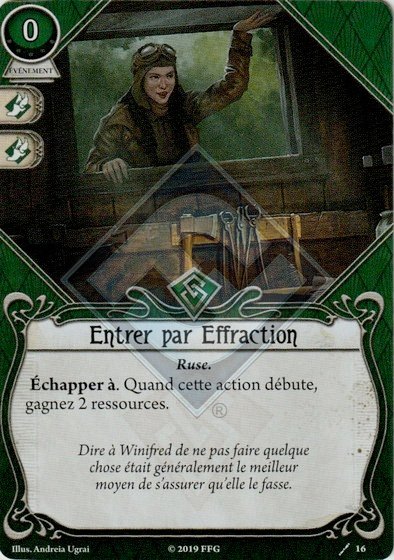 0
ÉVÉNEMENT
Entrer par Effraction
Ruse.
Échapper à. Quand cette action débute,
gagnez 2 ressources.
Dire à Winifred de ne pas faire quelque
chose était généralement le meilleur
moyen de s'assurer qu'elle le fasse.
®
Illus. Andreia Ugrai
© 2019 FFG
16